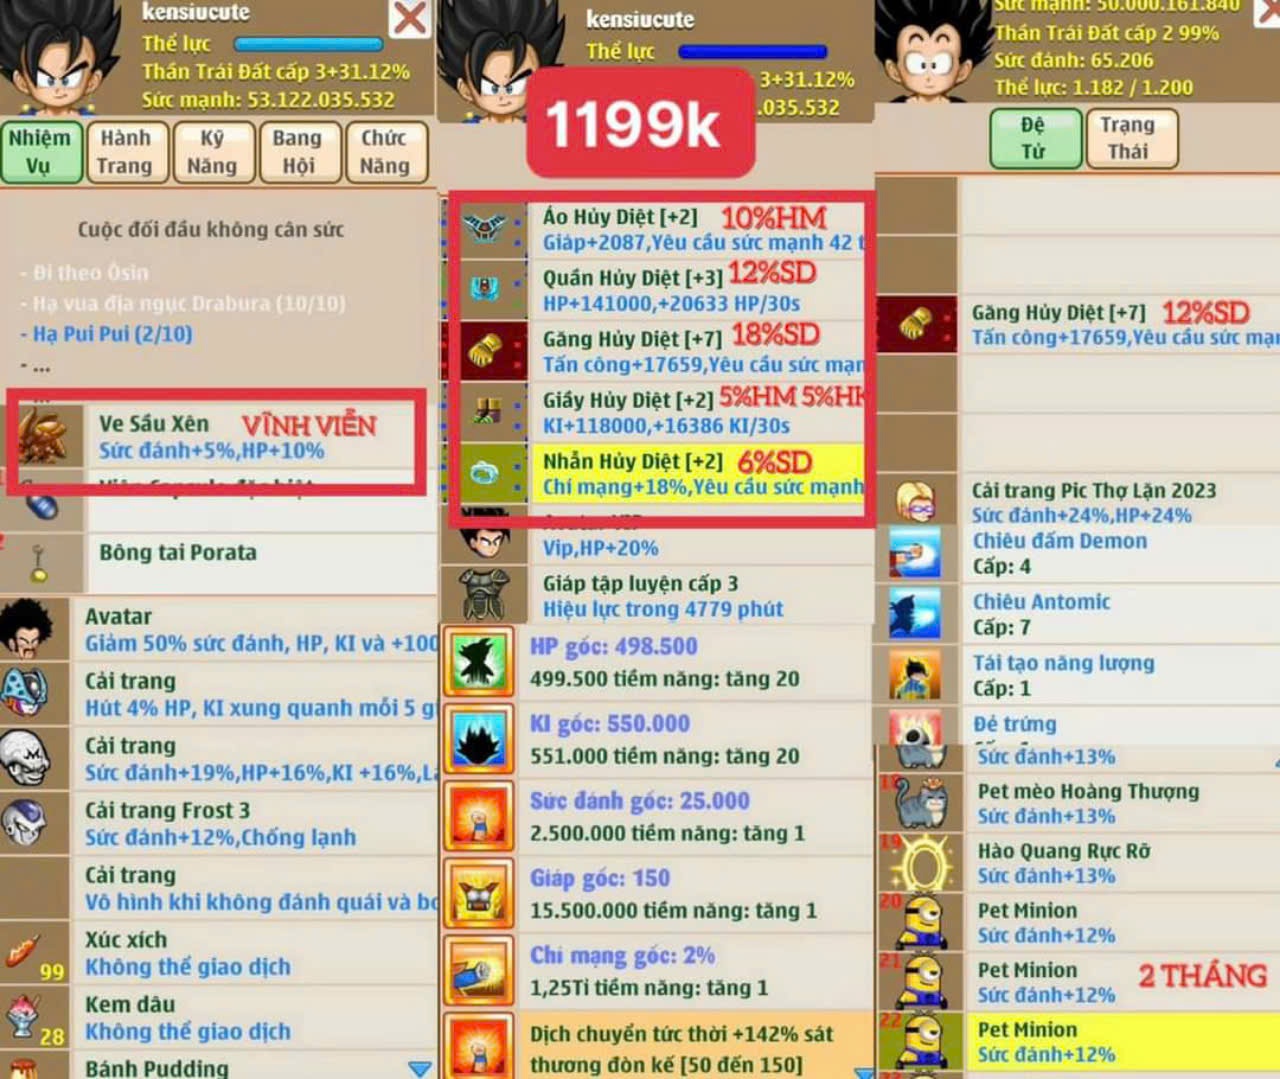 kensiucute
Thể lực
Thần Trái Đất cấp 3+31.12%
Sức mạnh: 53.122.035.532
Nhiệm Vụ
Hành Trang
Kỹ Năng
Bang Hội
Chức Năng
Cuộc đối đầu không cân sức
- Đi theo Ôsin
- Hạ vua địa ngục Drabura (10/10)
- Hạ Pui Pui (2/10)
- ...
Ve Sầu Xên VĨNH VIỄN
Sức đánh+5%,HP+10%
Bông tai Porata
Avatar
Giảm 50% sức đánh, HP, KI và +100
Cải trang
Hút 4% HP, KI xung quanh mỗi 5 g
Cải trang
Sức đánh+19%,HP+16%,KI +16%,
Cải trang Frost 3
Sức đánh+12%,Chống lạnh
Cải trang
Vô hình khi không đánh quái và
Xúc xích
99
Không thể giao dịch
Kem dâu
28
Không thể giao dịch
Bánh Pudding
kensiucute
Thể lực
3+31.12%
.035.532
1199k
Áo Hủy Diệt [+2] 10%HM
Giáp+2087,Yêu cầu sức mạnh 42 t
Quần Hủy Diệt [+3] 12%SD
HP+141000,+20633 HP/30s
Găng Hủy Diệt [+7] 18%SD
Tấn công+17659,Yêu cầu sức mạn
Giầy Hủy Diệt [+2] 5%HM 5%HK
KI+118000,+16386 KI/30s
Nhẫn Hủy Diệt [+2] 6%SD
Chí mạng+18%,Yêu cầu sức mạnh
Vip,HP+20%
Giáp tập luyện cấp 3
Hiệu lực trong 4779 phút
HP gốc: 498.500
499.500 tiềm năng: tăng 20
KI gốc: 550.000
551.000 tiềm năng: tăng 20
Sức đánh gốc: 25.000
2.500.000 tiềm năng: tăng 1
Giáp gốc: 150
15.500.000 tiềm năng: tăng 1
Chí mạng gốc: 2%
1,25Tỉ tiềm năng: tăng 1
Dịch chuyển tức thời +142% sát
thương đòn kế [50 đến 150]
Sức mạnh: 50.000.161.840
Thần Trái Đất cấp 2 99%
Sức đánh: 65.206
Thể lực: 1.182 / 1.200
Đệ Tử
Trạng Thái
Găng Hủy Diệt [+7] 12%SD
Tấn công+17659,Yêu cầu sức mạn
Cải trang Pic Thợ Lặn 2023
Sức đánh+24%,HP+24%
Chiêu đấm Demon
Cấp: 4
Chiêu Antomic
Cấp: 7
Tái tạo năng lượng
Cấp: 1
Đẻ trứng
Sức đánh+13%
Pet mèo Hoàng Thượng
Sức đánh+13%
19
Hào Quang Rực Rỡ
Sức đánh+13%
20
Pet Minion
Sức đánh+12%
21
Pet Minion 2 THÁNG
Sức đánh+12%
22
Pet Minion
Sức đánh+12%